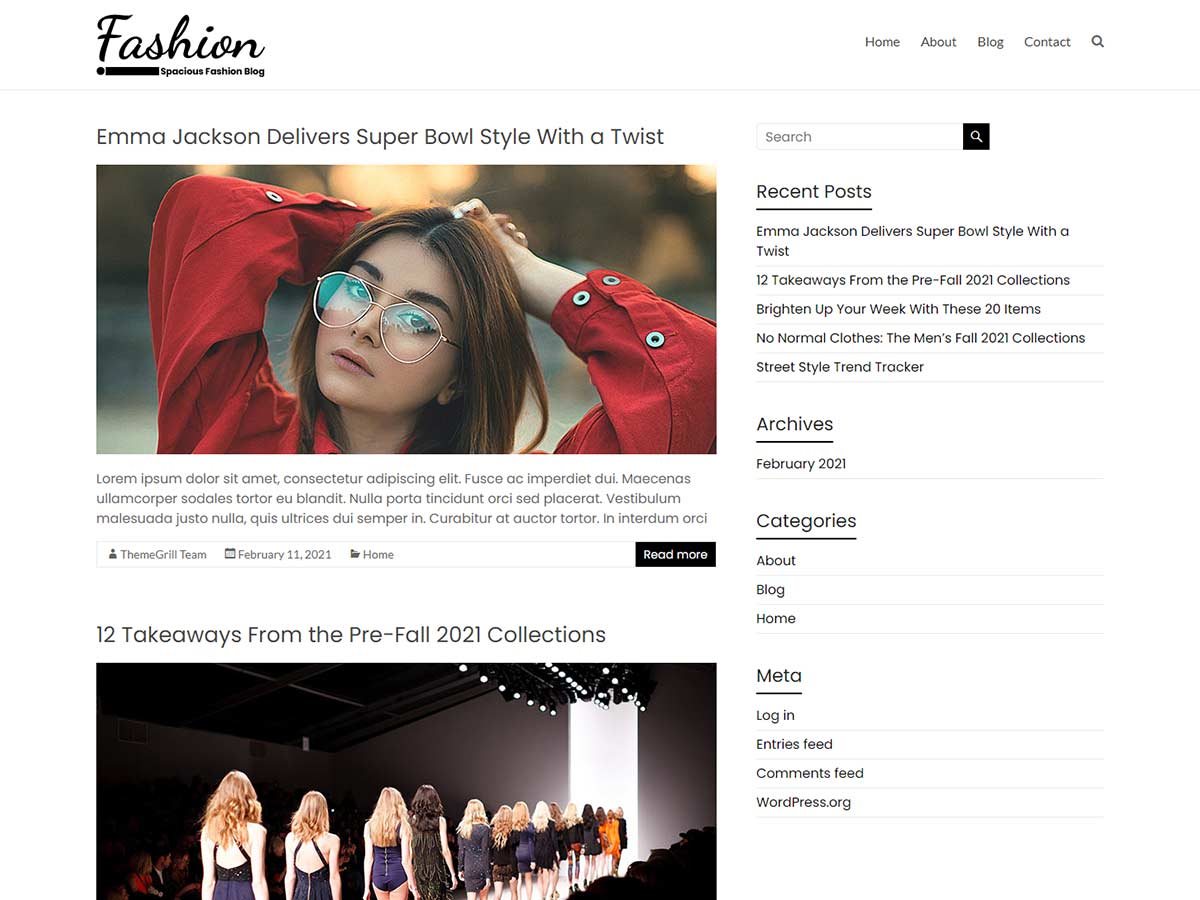 Fashion
Spacious Fashion Blog
Home About Blog Contact
Emma Jackson Delivers Super Bowl Style With a Twist
Lorem ipsum dolor sit amet, consectetur adipiscing elit. Fusce ac imperdiet dui. Maecenas
ullamcorper sodales tortor eu blandit. Nulla porta tincidunt orci sed placerat. Vestibulum
malesuada justo nulla, quis ultrices dui semper in. Curabitur at auctor tortor. In interdum orci
ThemeGrill Team February 11, 2021 Home Read more
12 Takeaways From the Pre-Fall 2021 Collections
Search
Recent Posts
Emma Jackson Delivers Super Bowl Style With a
Twist
12 Takeaways From the Pre-Fall 2021 Collections
Brighten Up Your Week With These 20 Items
No Normal Clothes: The Men’s Fall 2021 Collections
Street Style Trend Tracker
Archives
February 2021
Categories
About
Blog
Home
Meta
Log in
Entries feed
Comments feed
WordPress.org